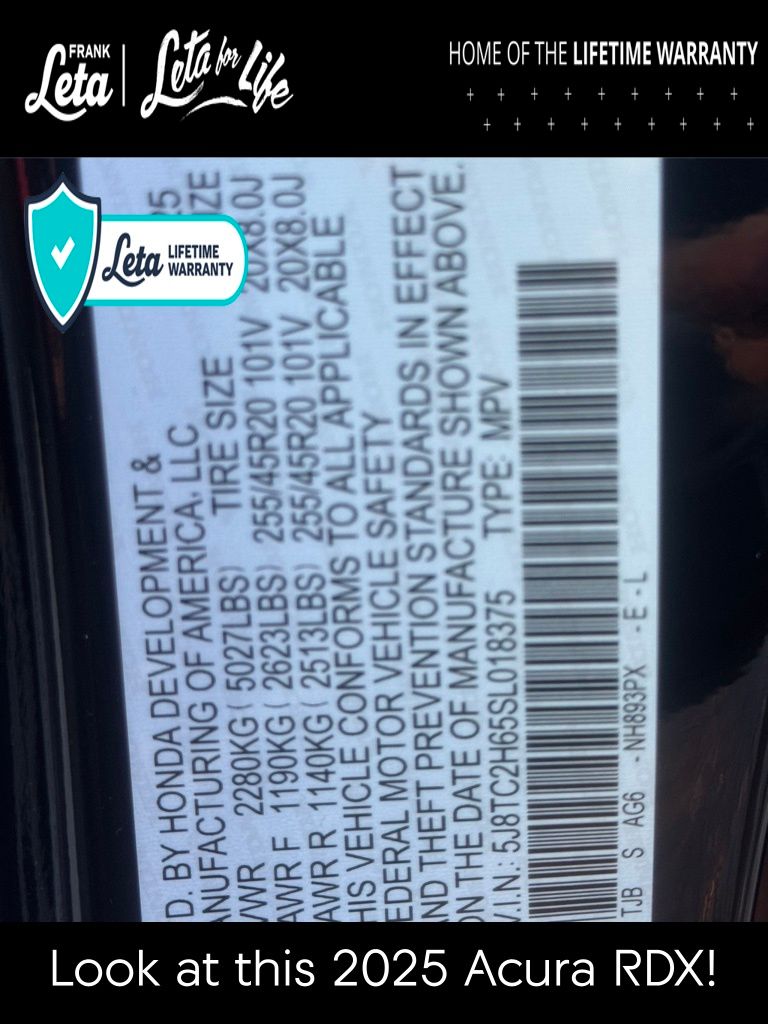 FRANK
Leta
Leta for Life
HOME OF THE LIFETIME WARRANTY
Leta LIFETIME
WARRANTY
D. BY HONDA DEVELOPMENT & 25
ANUFACTURING OF AMERICA, LLC
VWR 2280KG ( 5027LBS) TIRE SIZE ZE
AWR F 1190KG ( 2623LBS) 255/45R20 101V 20X8.0J
AWR R 1140KG ( 2513LBS) 255/45R20 101V 20X8.0J
HIS VEHICLE CONFORMS TO ALL APPLICABLE
EDERAL MOTOR VEHICLE SAFETY
AND THEFT PREVENTION STANDARDS IN EFFECT
ON THE DATE OF MANUFACTURE SHOWN ABOVE.
V.I.N.: 5J8TC2H65SL018375 TYPE: MPV
TJB S AG6 -NH893PX -E-L
Look at this 2025 Acura RDX!